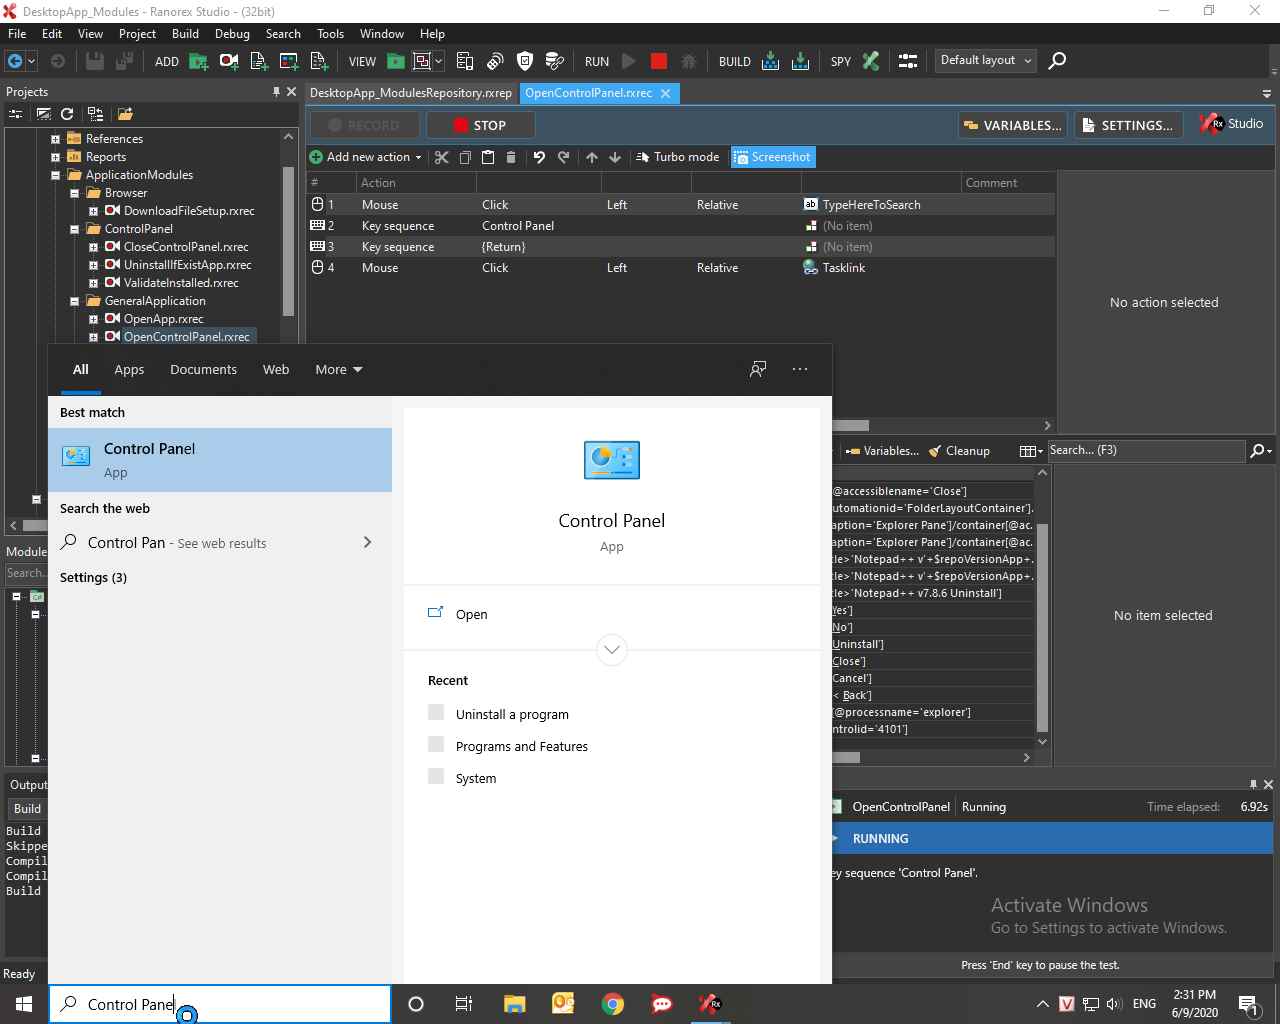 DesktopApp_Modules - Ranorex Studio - (32bit)
File Edit View Project Build Debug Search Tools Window Help
ADD VIEW RUN BUILD SPY Default layout
Projects
DesktopApp_ModulesRepository.rxrep OpenControlPanel.rxrec
RECORD STOP VARIABLES... SETTINGS... Rx Studio
References
Reports
ApplicationModules
Browser
DownloadFileSetup.rxrec
ControlPanel
CloseControlPanel.rxrec
UninstallIfExistApp.rxrec
ValidateInstalled.rxrec
GeneralApplication
OpenApp.rxrec
OpenControlPanel.rxrec
Add new action Turbo mode Screenshot
# Action Comment
1 Mouse Click Left Relative TypeHereToSearch
2 Key sequence Control Panel (No item)
3 Key sequence {Return} (No item)
4 Mouse Click Left Relative Tasklink
No action selected
All Apps Documents Web More
Best match
Control Panel
App
Search the web
Control Pan - See web results
Settings (3)
Control Panel
App
Open
Recent
Uninstall a program
Programs and Features
System
Variables... Cleanup Search... (F3)
@accessiblename='Close']
utomationid='FolderLayoutContainer'].
aption='Explorer Pane']/container[@ac.
aption='Explorer Pane']/container[@ac.
tle>'Notepad++ v'+$repoVersionApp+.
tle>'Notepad++ v'+$repoVersionApp+.
tle>'Notepad++ v7.8.6 Uninstall']
Yes']
No']
Uninstall']
Close']
Cancel']
< Back']
@processname='explorer']
ntrolid='4101']
No item selected
Module
Search..
Output
Build
Build
Skippe
Compil
Compil
Build
Ready
OpenControlPanel Running Time elapsed: 6.92s
RUNNING
ey sequence 'Control Panel'.
Activate Windows
Go to Settings to activate Windows.
Press 'End' key to pause the test.
Control Panel
Rx
V
ENG
2:31 PM
6/9/2020
1